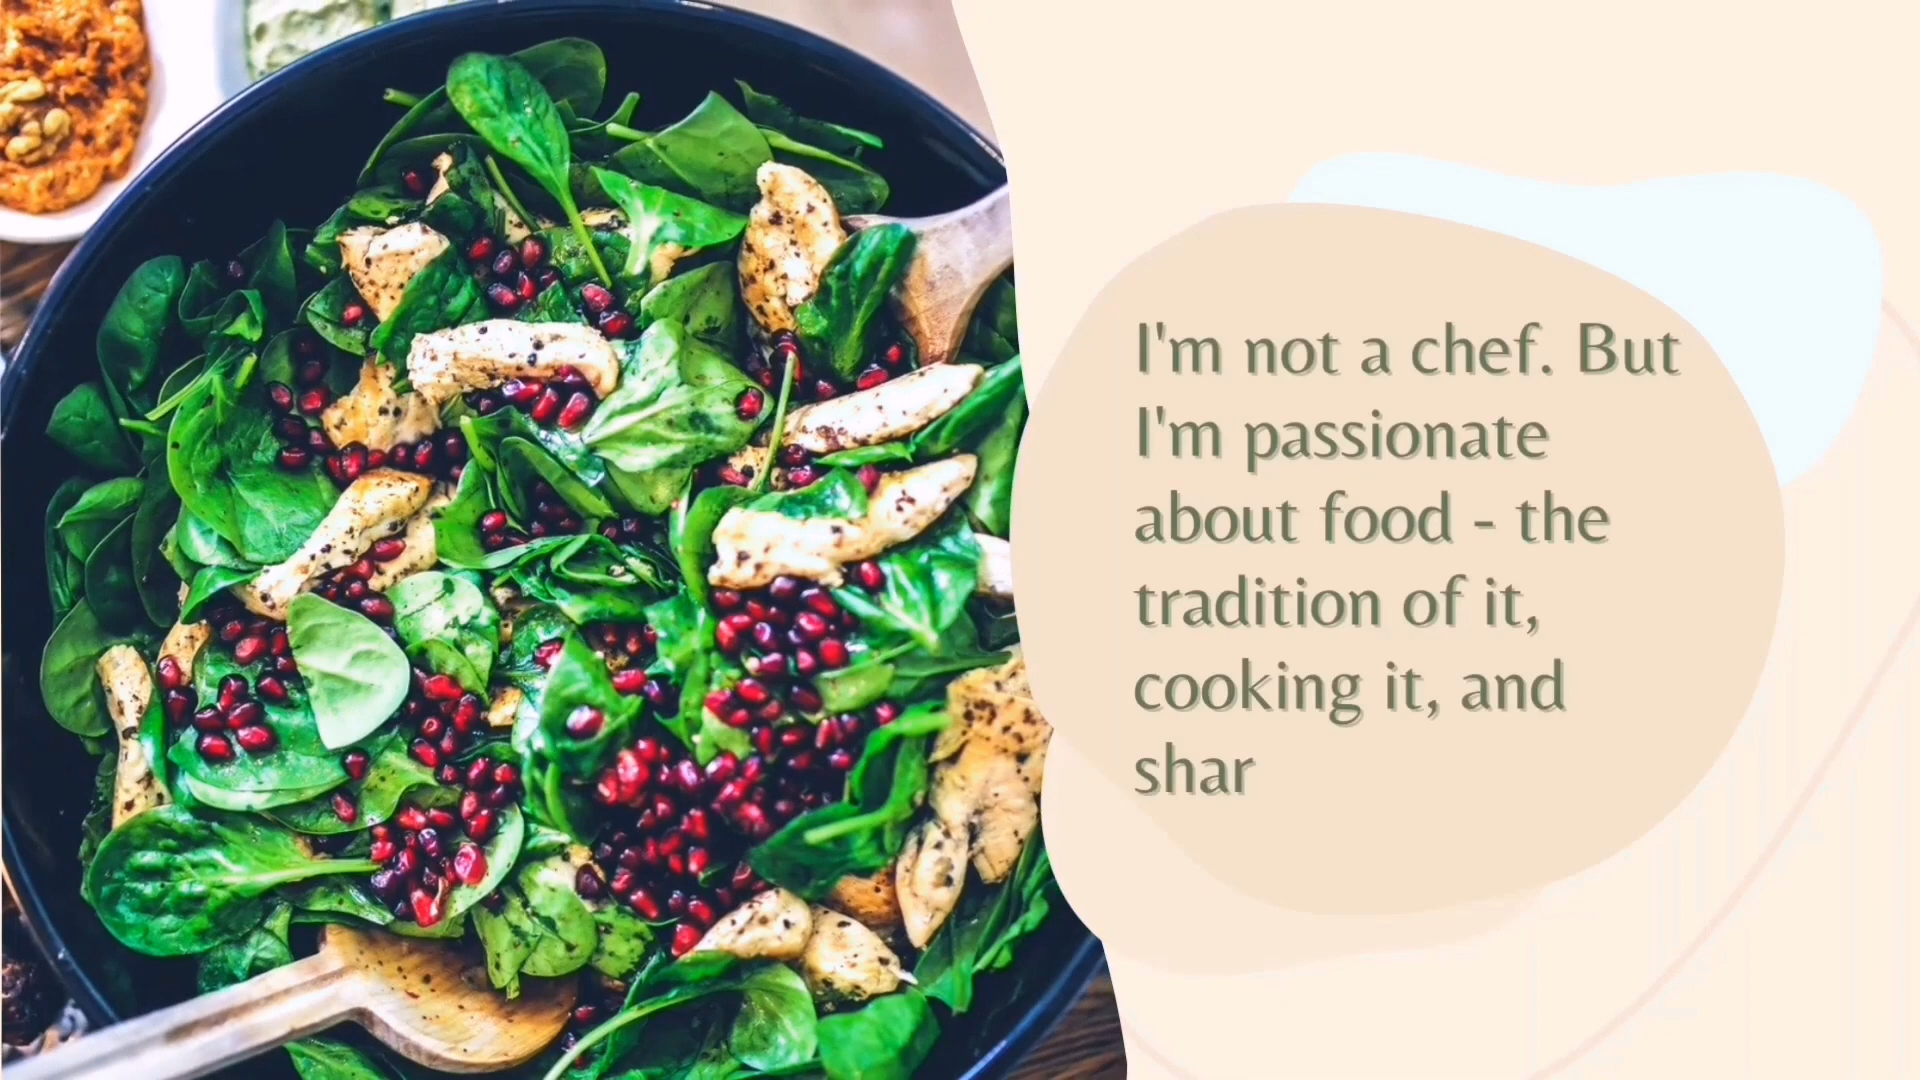 I'm not a chef. But
I'm passionate
about food - the
tradition of it,
cooking it, and
shar